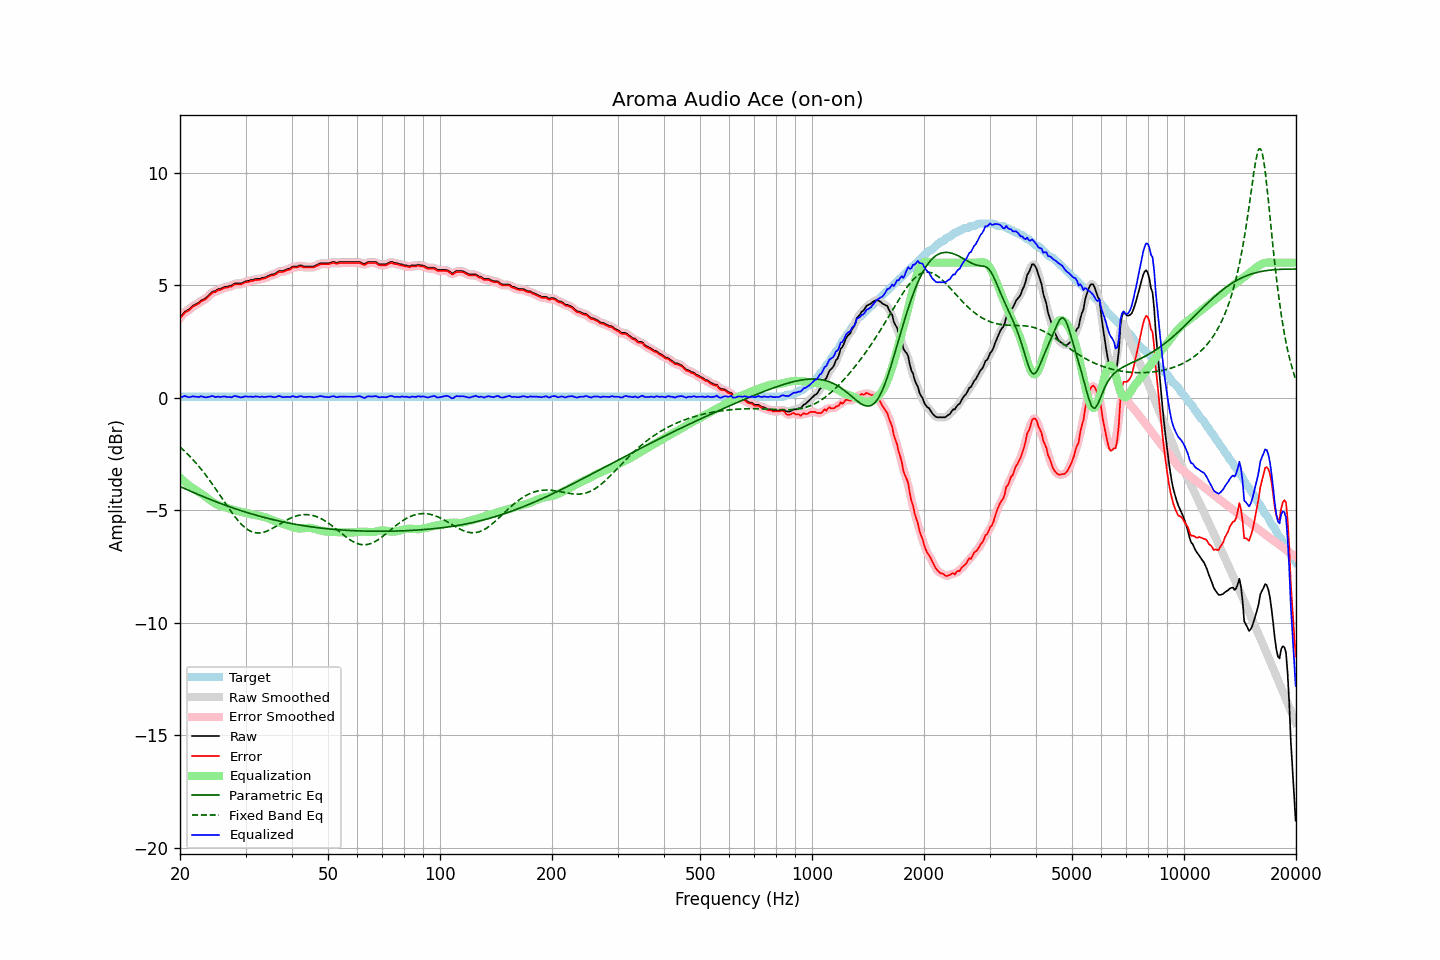 Aroma Audio Ace (on-on)
Amplitude (dBr)
10
5
0
−5
−10
−15
−20
Target
Raw Smoothed
Error Smoothed
Raw
Error
Equalization
Parametric Eq
Fixed Band Eq
Equalized
20 50 100 200 500 1000 2000 5000 10000 20000
Frequency (Hz)